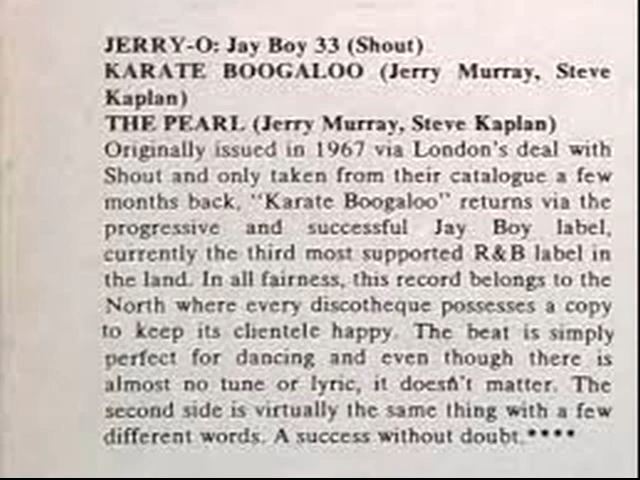 JERRY-O: Jay Boy 33 (Shout)
KARATE BOOGALOO (Jerry Murray, Steve
Kaplan)
THE PEARL (Jerry Murray, Steve Kaplan)
Originally issued in 1967 via London's deal with
Shout and only taken from their catalogue a few
months back, "Karate Boogaloo" returns via the
progressive and successful Jay Boy label,
currently the third most supported R&B label in
the land. In all fairness, this record belongs to the
North where every discotheque possesses a copy
to keep its clientele happy. The beat is simply
perfect for dancing and even though there is
almost no tune or lyric, it doesn't matter. The
second side is virtually the same thing with a few
different words. A success without doubt.****